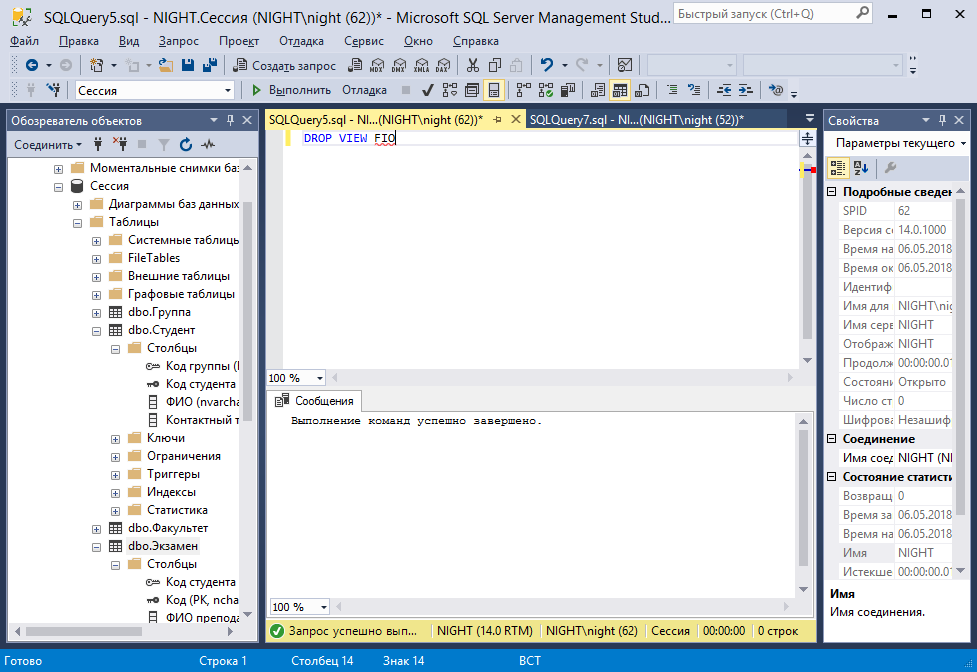 SQLQuery5.sql - NIGHT.Сессия (NIGHT\night (62))* - Microsoft SQL Server Management Stud...
Быстрый запуск (Ctrl+Q)
Файл Правка Вид Запрос Проект Отладка Сервис Окно Справка
Создать запрос
MDX DMX XMLA DAX
Сессия
Выполнить Отладка
Обозреватель объектов
Соединить
Моментальные снимки баз
Сессия
Диаграммы баз данных
Таблицы
Системные таблицы
FileTables
Внешние таблицы
Графовые таблицы
dbo.Группа
dbo.Студент
Столбцы
Код группы (
Код студента
ФИО (nvarcha
Контактный т
Ключи
Ограничения
Триггеры
Индексы
Статистика
dbo.Факультет
dbo.Экзамен
Столбцы
Код студента
Код (PK, ncha
ФИО препода
SQLQuery5.sql - NI...(NIGHT\night (62))*
SQLQuery7.sql - NI...(NIGHT\night (52))*
DROP VIEW FIO
100 %
Сообщения
Выполнение команд успешно завершено.
100 %
Запрос успешно вып...
NIGHT (14.0 RTM)
NIGHT\night (62)
Сессия
00:00:00
0 строк
Свойства
Параметры текущего
Подробные сведен
SPID 62
Версия се 14.0.1000
Время на 06.05.2018
Время ок 06.05.2018
Идентиф
Имя для NIGHT\nig
Имя серв NIGHT
Отображ NIGHT
Продолж 00:00:00.01
Состояни Открыто
Число ст 0
Шифрова Незашиф
Соединение
Имя соед NIGHT (NI
Состояние статисти
Возвращ 0
Время за 06.05.2018
Время на 06.05.2018
Имя NIGHT
Истекше 00:00:00.01
Имя
Имя соединения.
Готово
Строка 1
Столбец 14
Знак 14
ВСТ